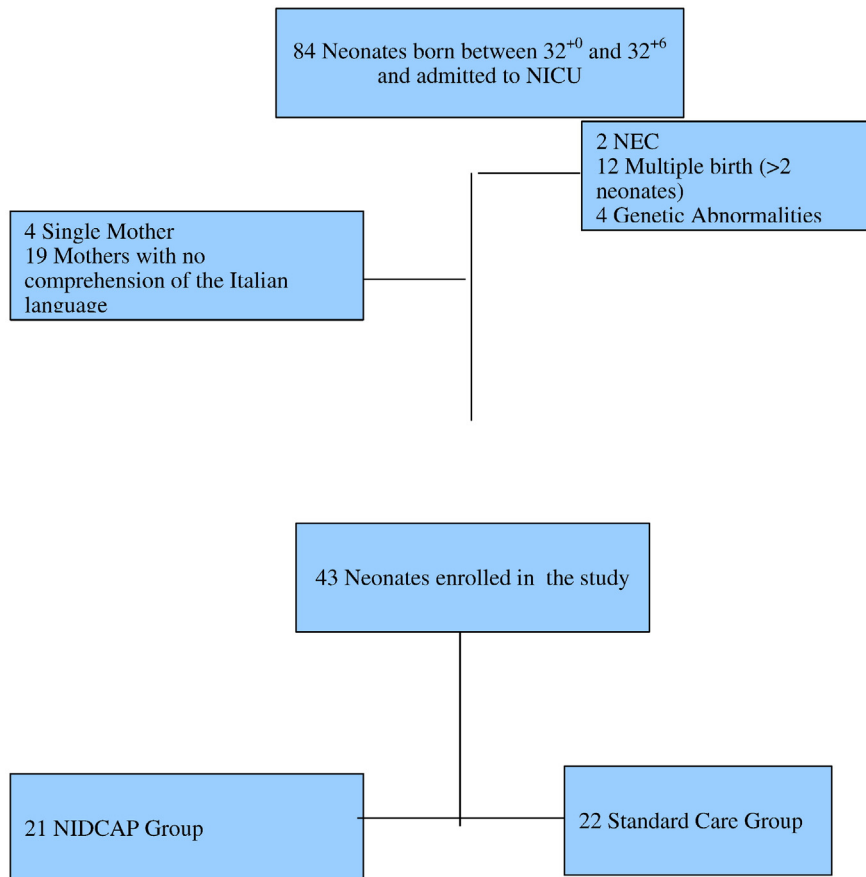 84 Neonates born between 32⁺⁰ and 32⁺⁶
and admitted to NICU
2 NEC
12 Multiple birth (>2
neonates)
4 Genetic Abnormalities
4 Single Mother
19 Mothers with no
comprehension of the Italian
language
43 Neonates enrolled in the study
21 NIDCAP Group
22 Standard Care Group